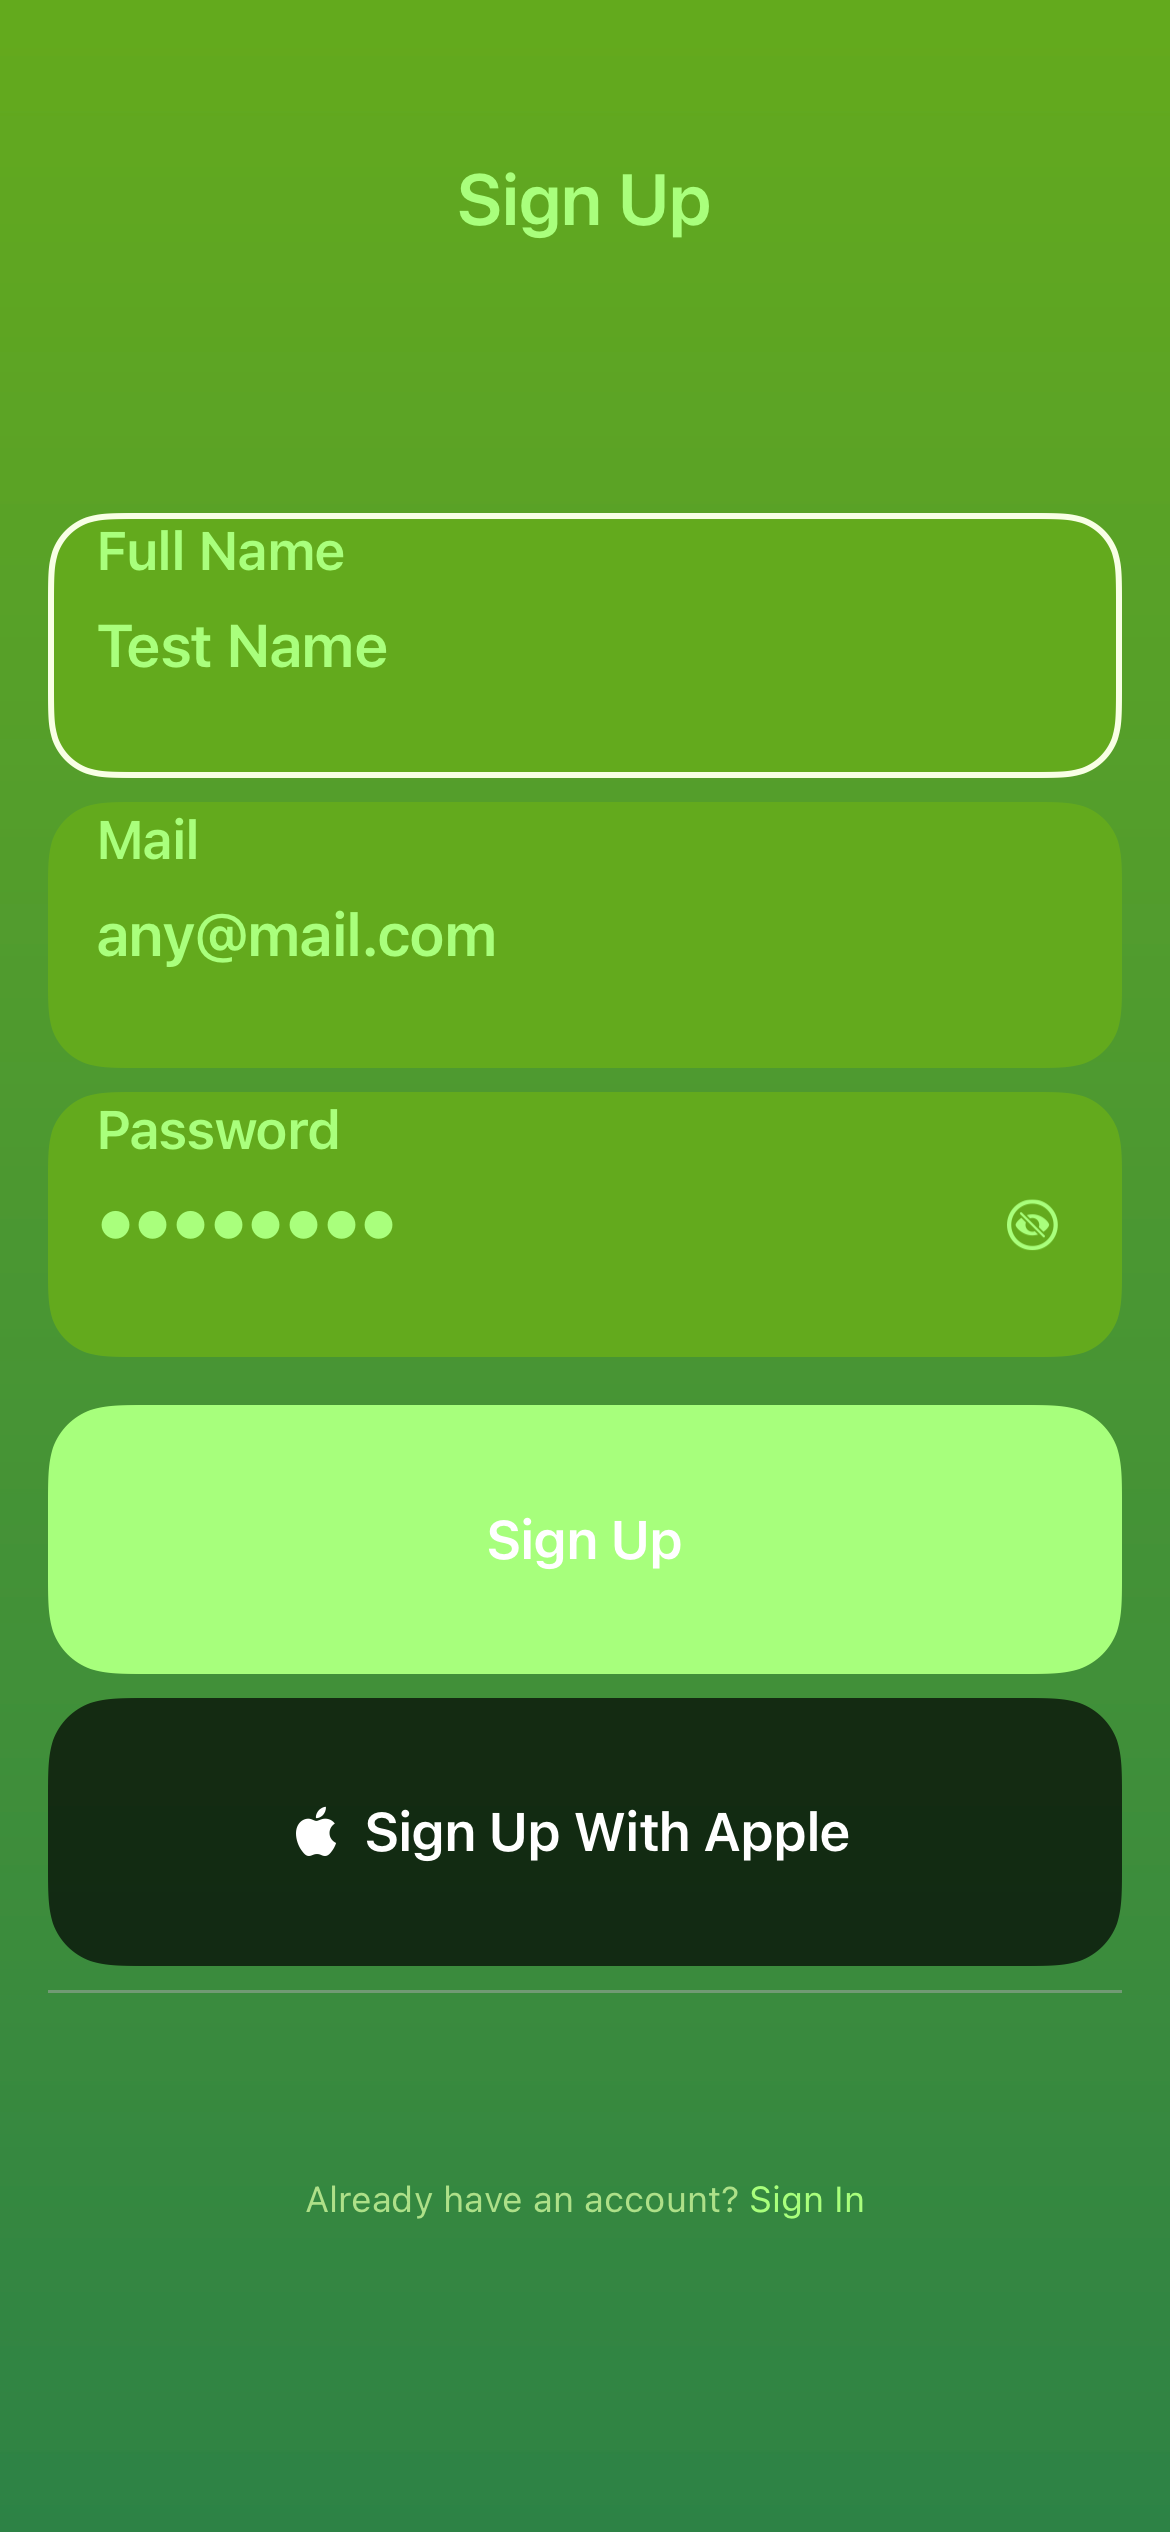 Sign Up
Full Name
Test Name
Mail
any@mail.com
Password
••••••••
Sign Up
Sign Up With Apple
Already have an account? Sign In